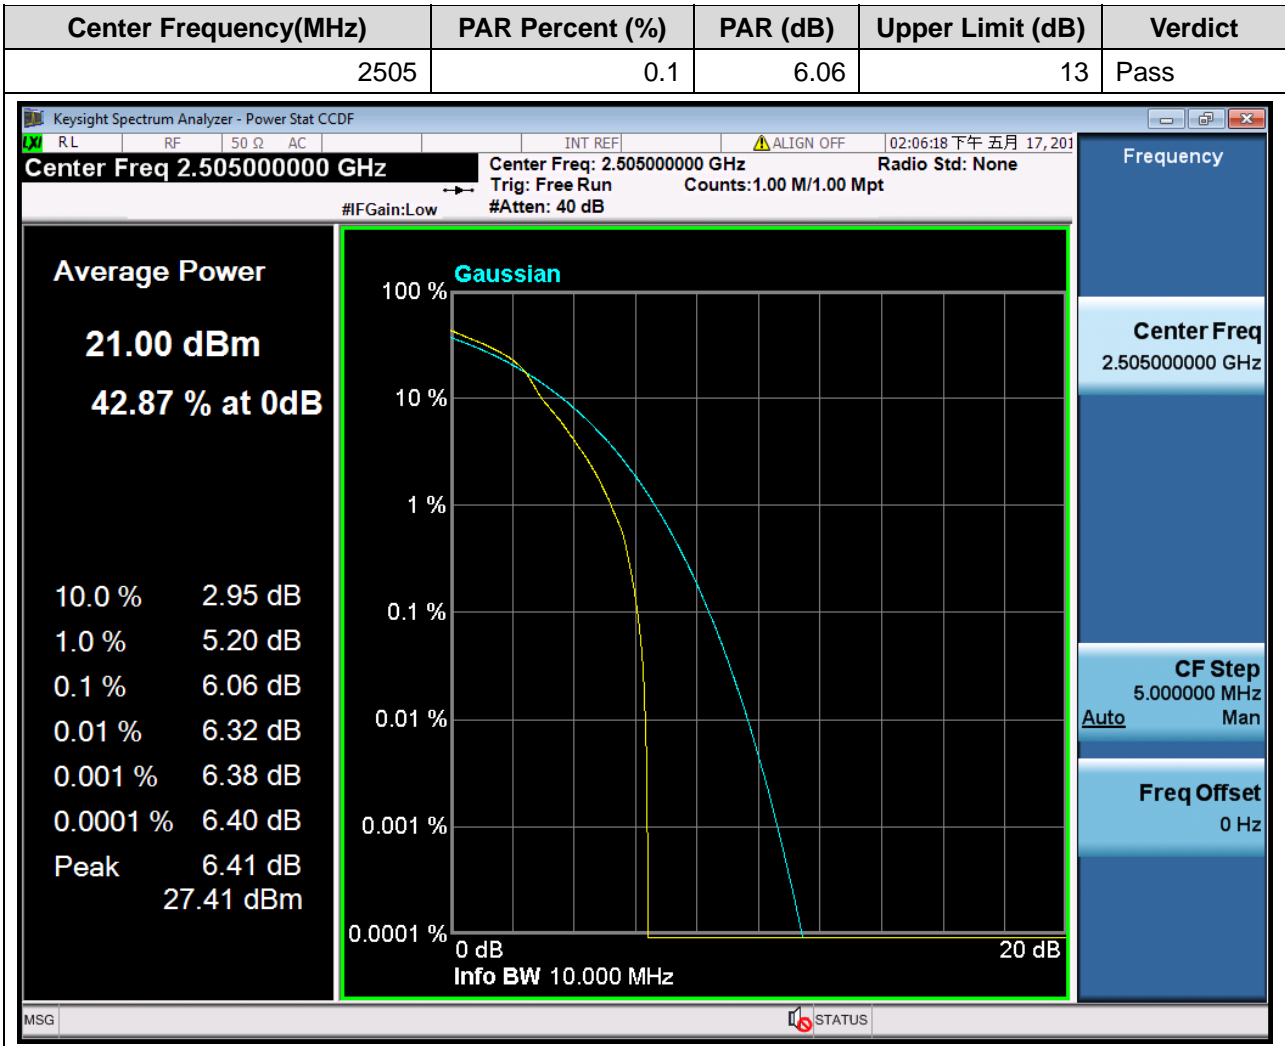 Center Frequency(MHz) PAR Percent (%) PAR (dB) Upper Limit (dB) Verdict
2505 0.1 6.06 13 Pass
Keysight Spectrum Analyzer - Power Stat CCDF
LXI RL RF 50 Ω AC INT REF ALIGN OFF 02:06:18 下午 五月 17, 201
Center Freq 2.505000000 GHz
Center Freq: 2.505000000 GHz Radio Std: None
Trig: Free Run Counts:1.00 M/1.00 Mpt
#IFGain:Low #Atten: 40 dB
Average Power
21.00 dBm
42.87 % at 0dB
10.0 % 2.95 dB
1.0 % 5.20 dB
0.1 % 6.06 dB
0.01 % 6.32 dB
0.001 % 6.38 dB
0.0001 % 6.40 dB
Peak 6.41 dB
27.41 dBm
Gaussian
100 %
10 %
1 %
0.1 %
0.01 %
0.001 %
0.0001 %
0 dB 20 dB
Info BW 10.000 MHz
Frequency
Center Freq
2.505000000 GHz
CF Step
5.000000 MHz
Auto Man
Freq Offset
0 Hz
MSG STATUS